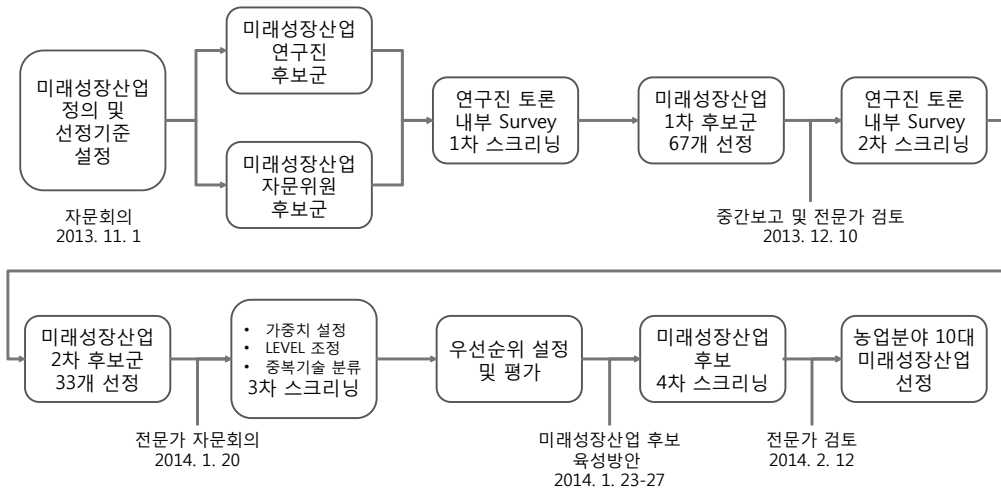 미래성장산업
정의 및
선정기준
설정
자문회의
2013. 11. 1
미래성장산업
연구진
후보군
미래성장산업
자문위원
후보군
연구진 토론
내부 Survey
1차 스크리닝
미래성장산업
1차 후보군
67개 선정
중간보고 및 전문가 검토
2013. 12. 10
연구진 토론
내부 Survey
2차 스크리닝
미래성장산업
2차 후보군
33개 선정
전문가 자문회의
2014. 1. 20
• 가중치 설정
• LEVEL 조정
• 중복기술 분류
3차 스크리닝
우선순위 설정
및 평가
미래성장산업 후보
육성방안
2014. 1. 23-27
미래성장산업
후보
4차 스크리닝
전문가 검토
2014. 2. 12
농업분야 10대
미래성장산업
선정